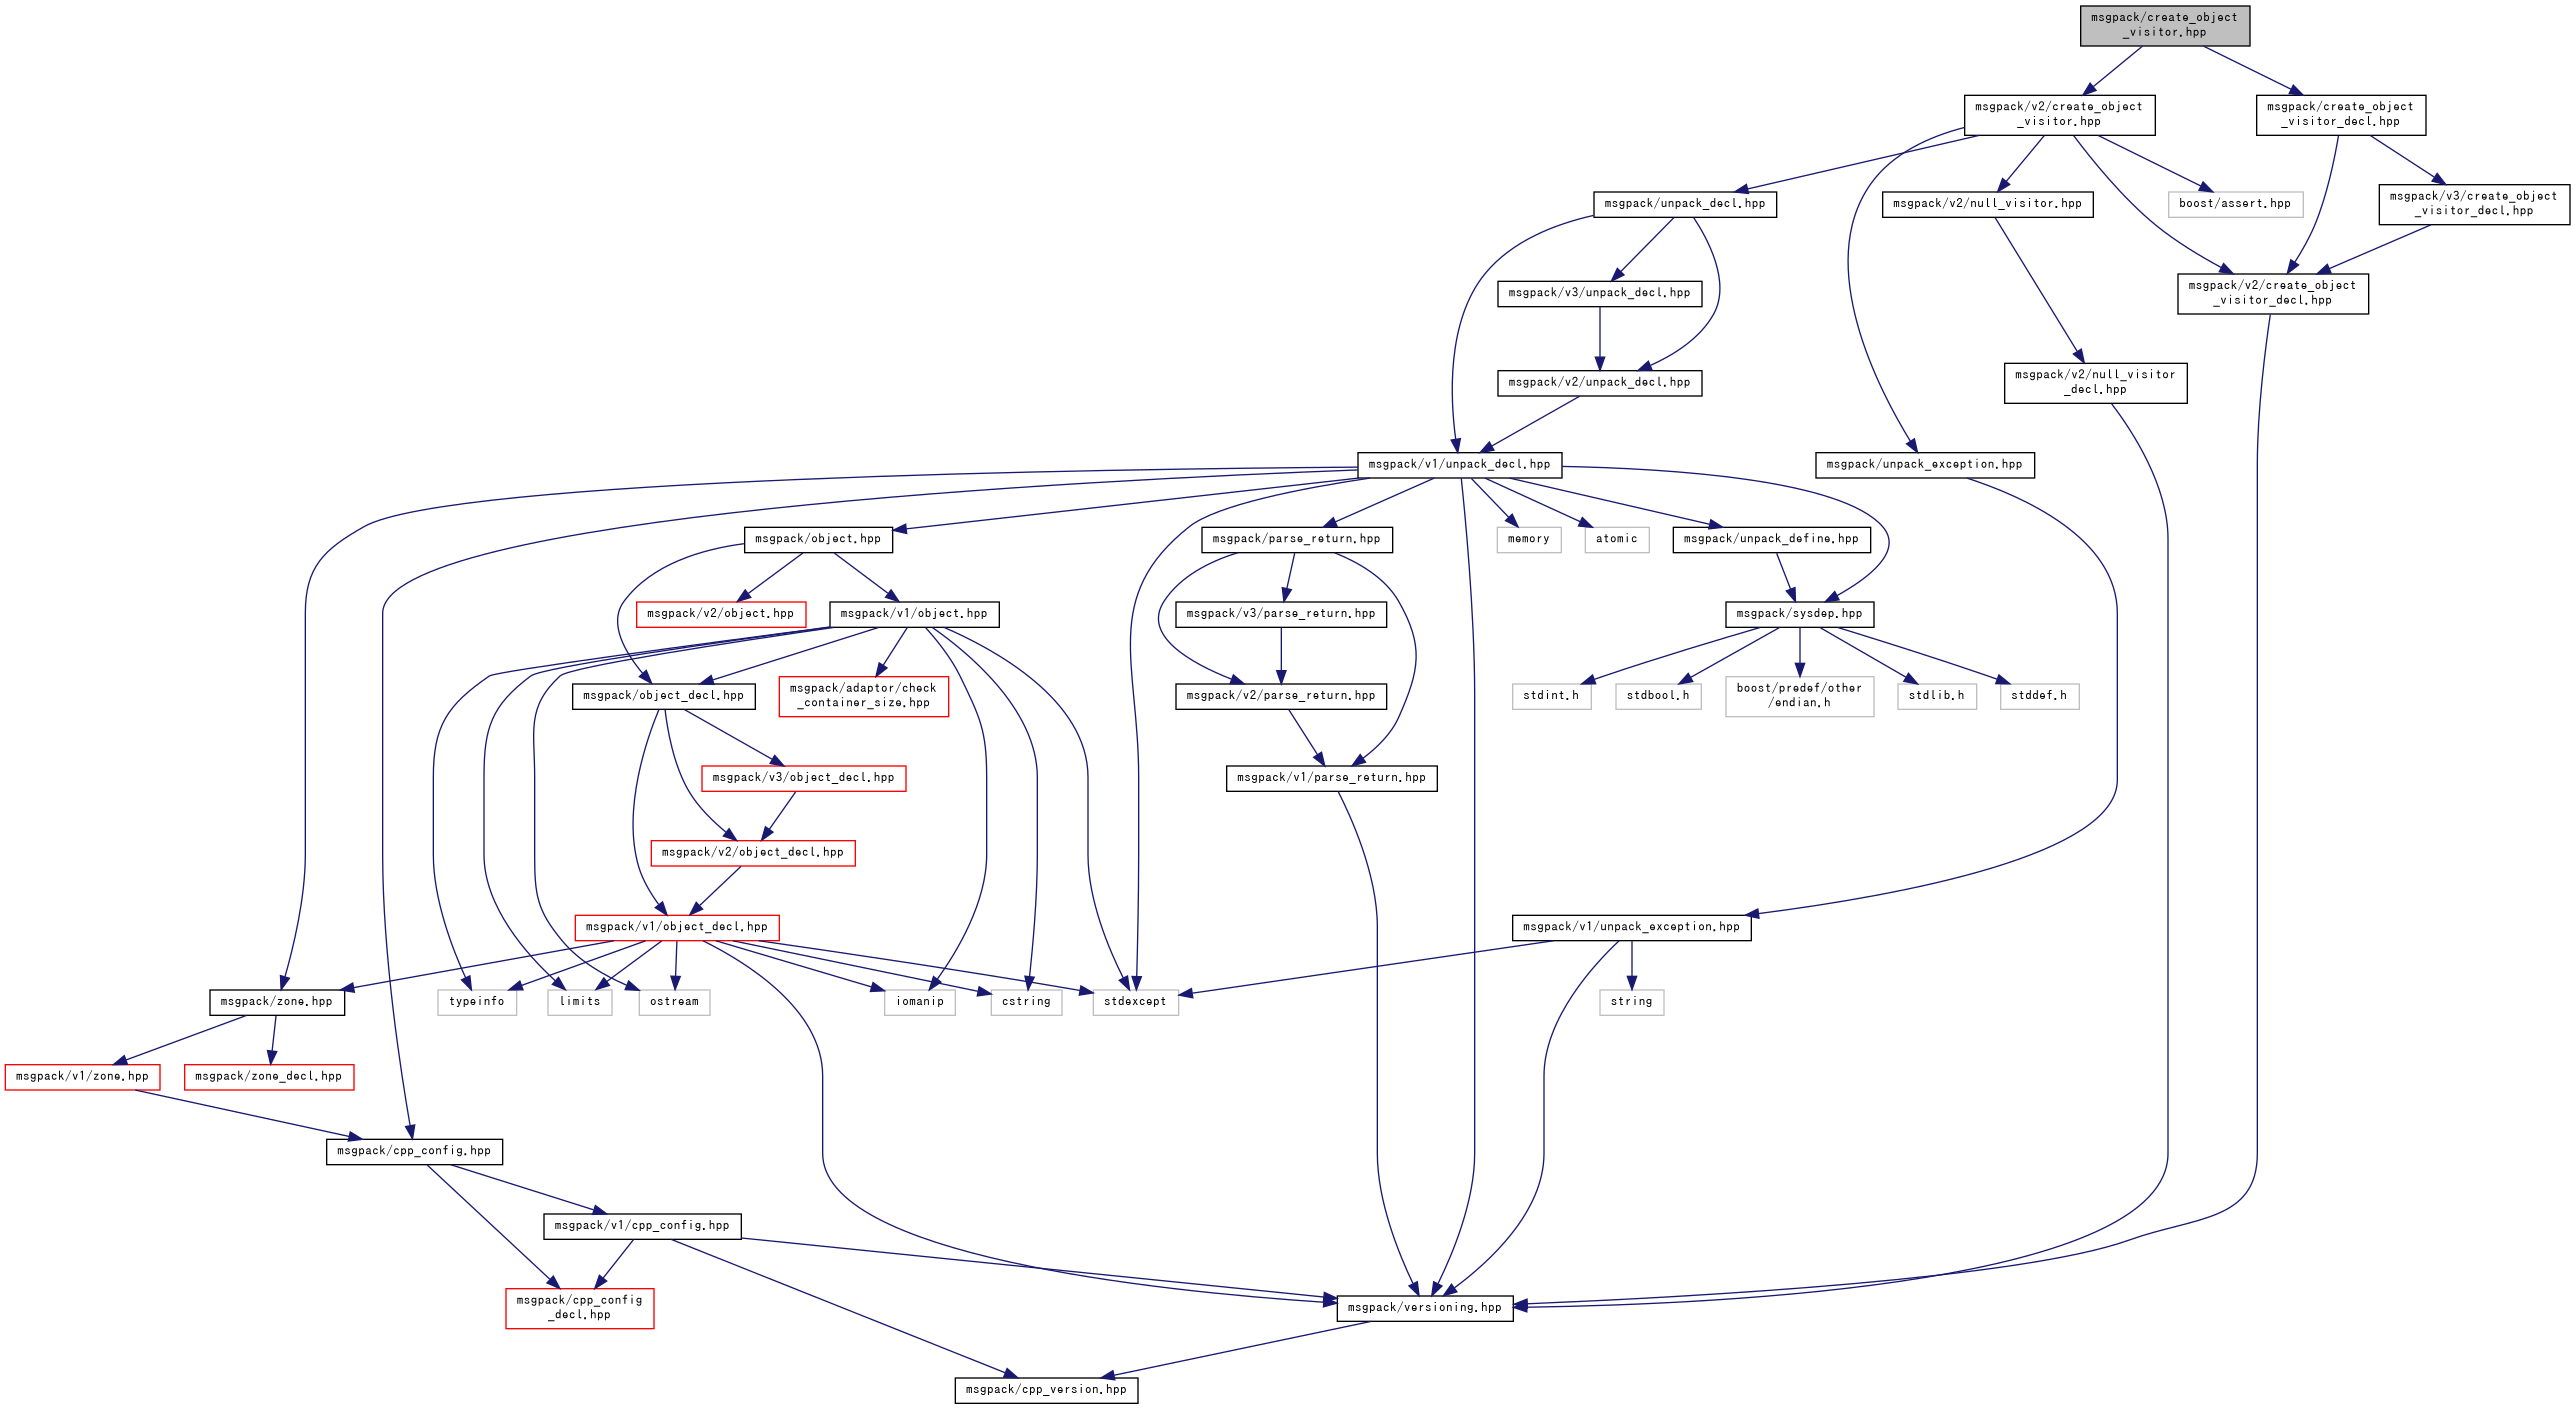 msgpack/create_object
_visitor.hpp
msgpack/v2/create_object
_visitor.hpp
msgpack/create_object
_visitor_decl.hpp
msgpack/unpack_decl.hpp
msgpack/v2/null_visitor.hpp
boost/assert.hpp
msgpack/v3/create_object
_visitor_decl.hpp
msgpack/v3/unpack_decl.hpp
msgpack/v2/create_object
_visitor_decl.hpp
msgpack/v2/unpack_decl.hpp
msgpack/v2/null_visitor
_decl.hpp
msgpack/v1/unpack_decl.hpp
msgpack/unpack_exception.hpp
msgpack/object.hpp
msgpack/parse_return.hpp
memory
atomic
msgpack/unpack_define.hpp
msgpack/v2/object.hpp
msgpack/v1/object.hpp
msgpack/v3/parse_return.hpp
msgpack/sysdep.hpp
msgpack/object_decl.hpp
msgpack/adaptor/check
_container_size.hpp
msgpack/v2/parse_return.hpp
stdint.h
stdbool.h
boost/predef/other
/endian.h
stdlib.h
stddef.h
msgpack/v3/object_decl.hpp
msgpack/v1/parse_return.hpp
msgpack/v2/object_decl.hpp
msgpack/v1/object_decl.hpp
msgpack/v1/unpack_exception.hpp
msgpack/zone.hpp
typeinfo
limits
ostream
iomanip
cstring
stdexcept
string
msgpack/v1/zone.hpp
msgpack/zone_decl.hpp
msgpack/cpp_config.hpp
msgpack/v1/cpp_config.hpp
msgpack/cpp_config
_decl.hpp
msgpack/versioning.hpp
msgpack/cpp_version.hpp